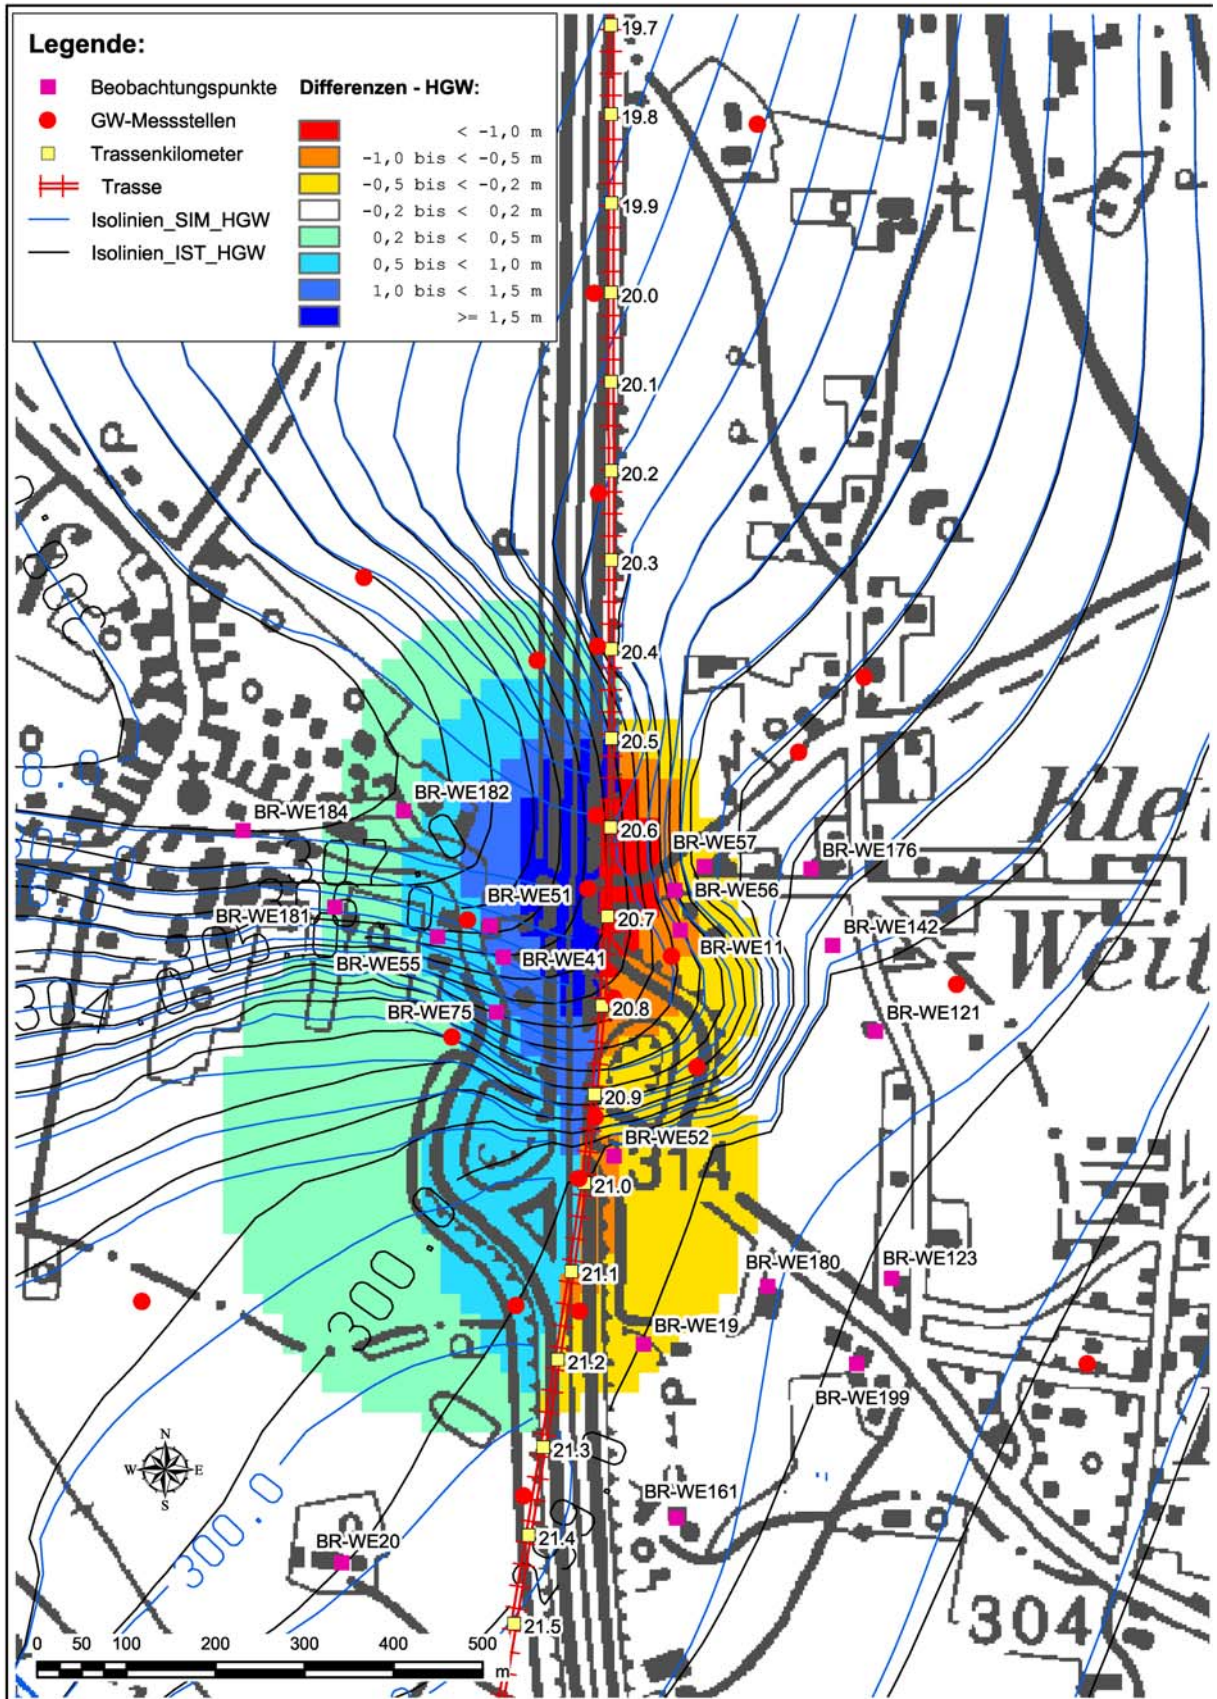 Legende:
Beobachtungspunkte
GW-Messstellen
Trassenkilometer
Trasse
Isolinien_SIM_HGW
Isolinien_IST_HGW
Differenzen - HGW:
< -1,0 m
-1,0 bis < -0,5 m
-0,5 bis < -0,2 m
-0,2 bis < 0,2 m
0,2 bis < 0,5 m
0,5 bis < 1,0 m
1,0 bis < 1,5 m
>= 1,5 m
19.7
19.8
19.9
20.0
20.1
20.2
20.3
20.4
20.5
BR-WE182
BR-WE184
20.6
BR-WE57
BR-WE176
BR-WE56
BR-WE51
BR-WE181
20.7
BR-WE11
BR-WE142
BR-WE55
BR-WE41
304.0
BR-WE75
20.8
BR-WE121
20.9
BR-WE52
314
21.0
21.1
BR-WE180
BR-WE123
300.0
BR-WE19
21.2
BR-WE199
21.3
300.0
BR-WE161
21.4
BR-WE20
N
W
E
S
21.5
304
0 50 100 200 300 400 500
m